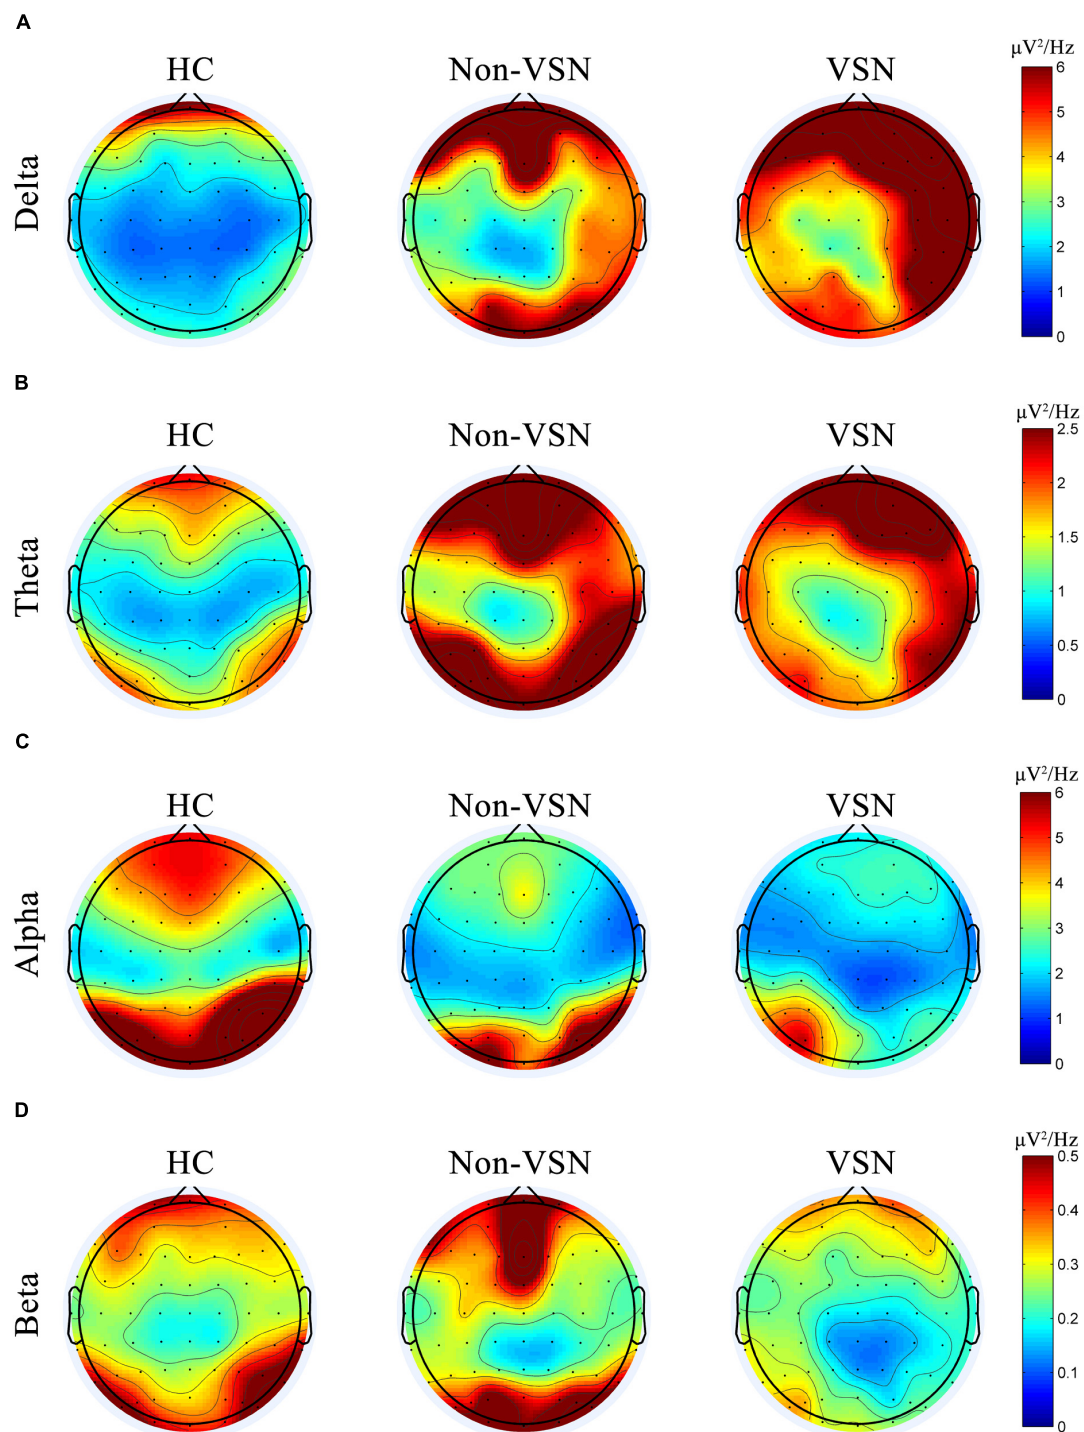 A
HC Non-VSN VSN μV²/Hz
Delta
6
5
4
3
2
1
0
B
HC Non-VSN VSN μV²/Hz
Theta
2.5
2
1.5
1
0.5
0
C
HC Non-VSN VSN μV²/Hz
Alpha
6
5
4
3
2
1
0
D
HC Non-VSN VSN μV²/Hz
Beta
0.5
0.4
0.3
0.2
0.1
0